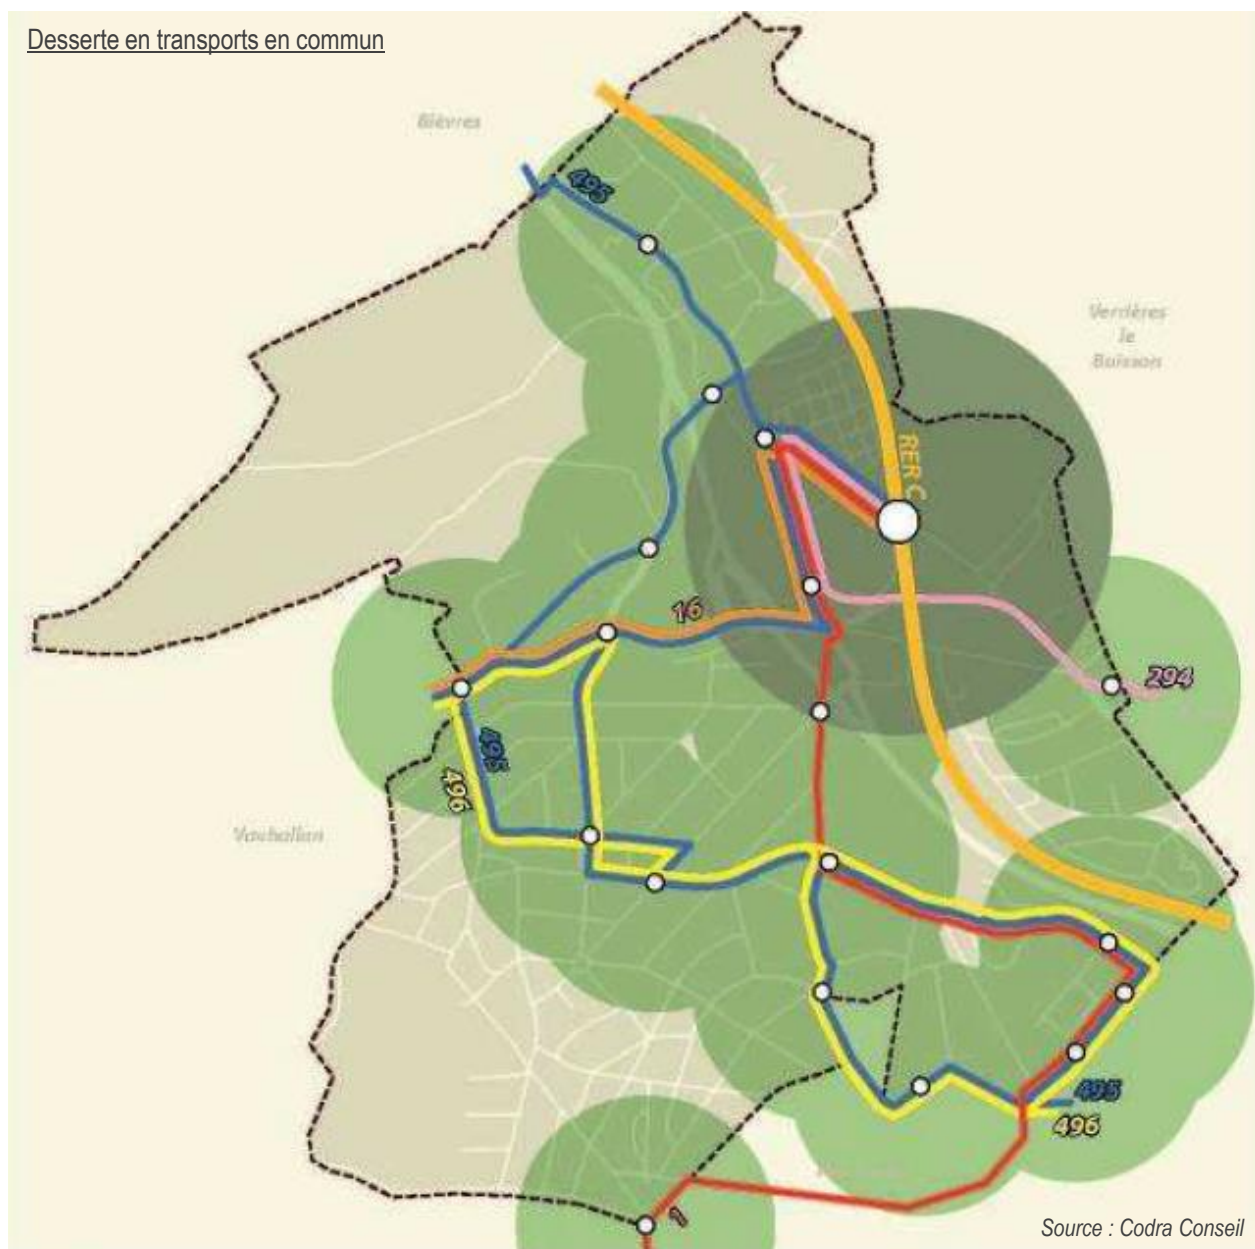 Desserte en transports en commun
Bièvres
495
Verrières
le
Buisson
RER C
16
294
495
496
Vauhallan
495
496
1
Source : Codra Conseil